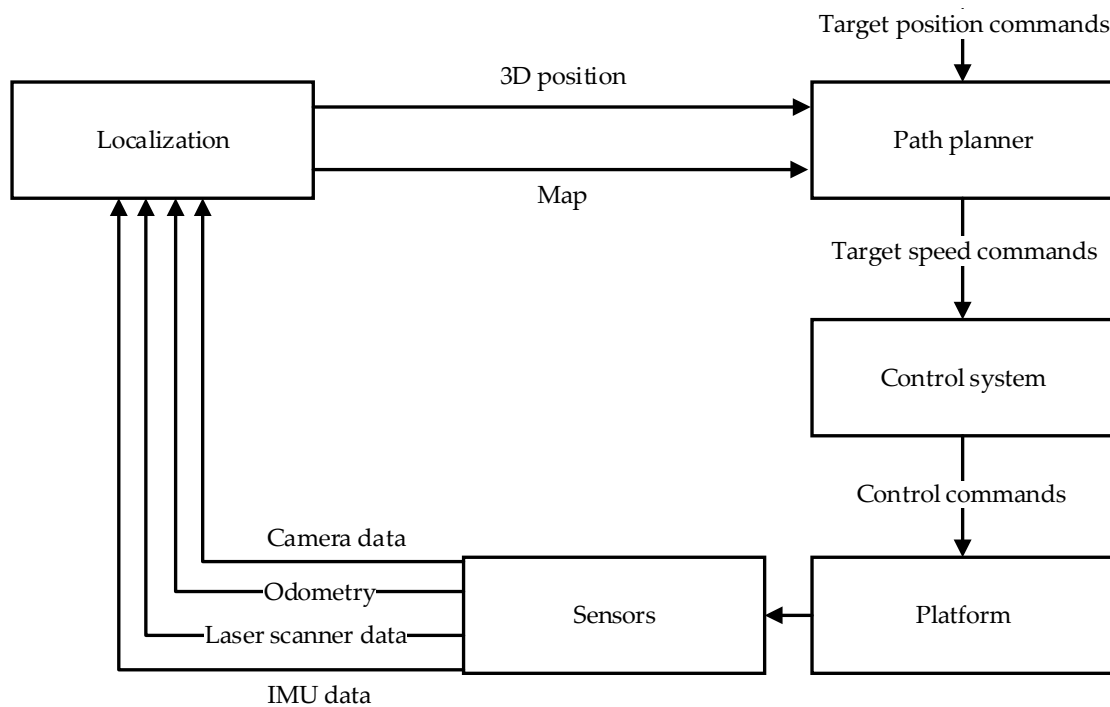 Target position commands
3D position
Localization
Path planner
Map
Target speed commands
Control system
Control commands
Camera data
Odometry
Sensors
Platform
Laser scanner data
IMU data